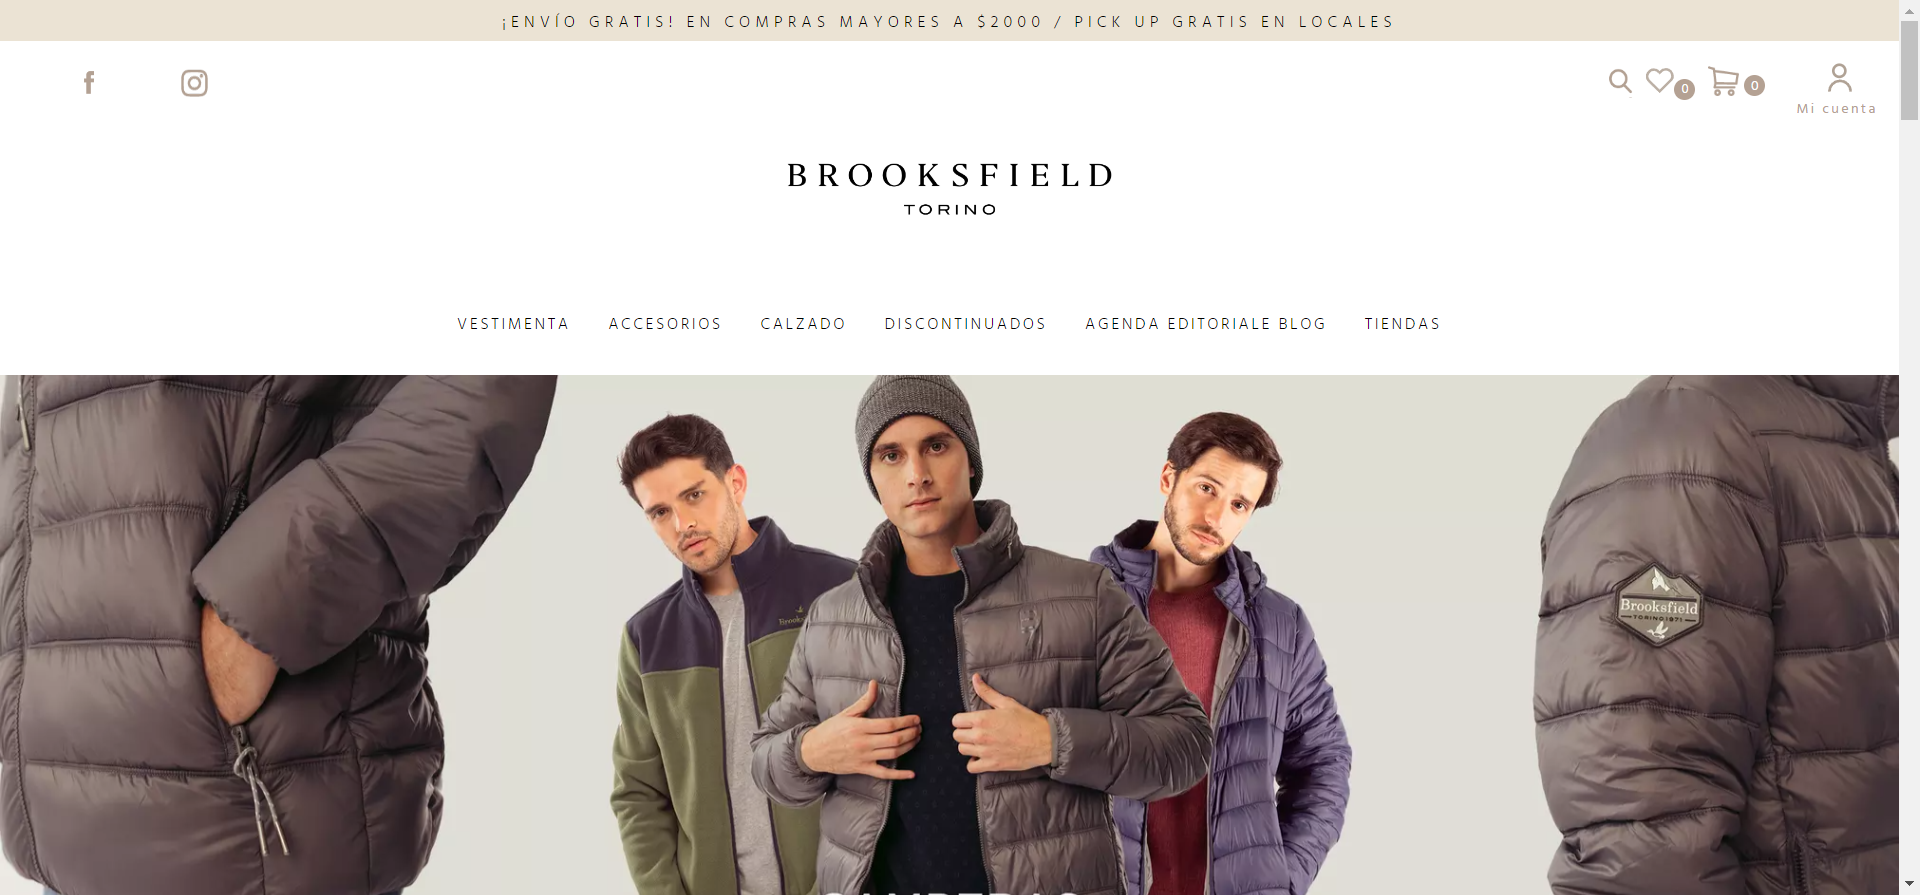 ¡ENVÍO GRATIS! EN COMPRAS MAYORES A $2000 / PICK UP GRATIS EN LOCALES
0
0
Mi cuenta
BROOKSFIELD
TORINO
VESTIMENTA ACCESORIOS CALZADO DISCONTINUADOS AGENDA EDITORIALE BLOG TIENDAS
Brooksfield
TORINO 1971